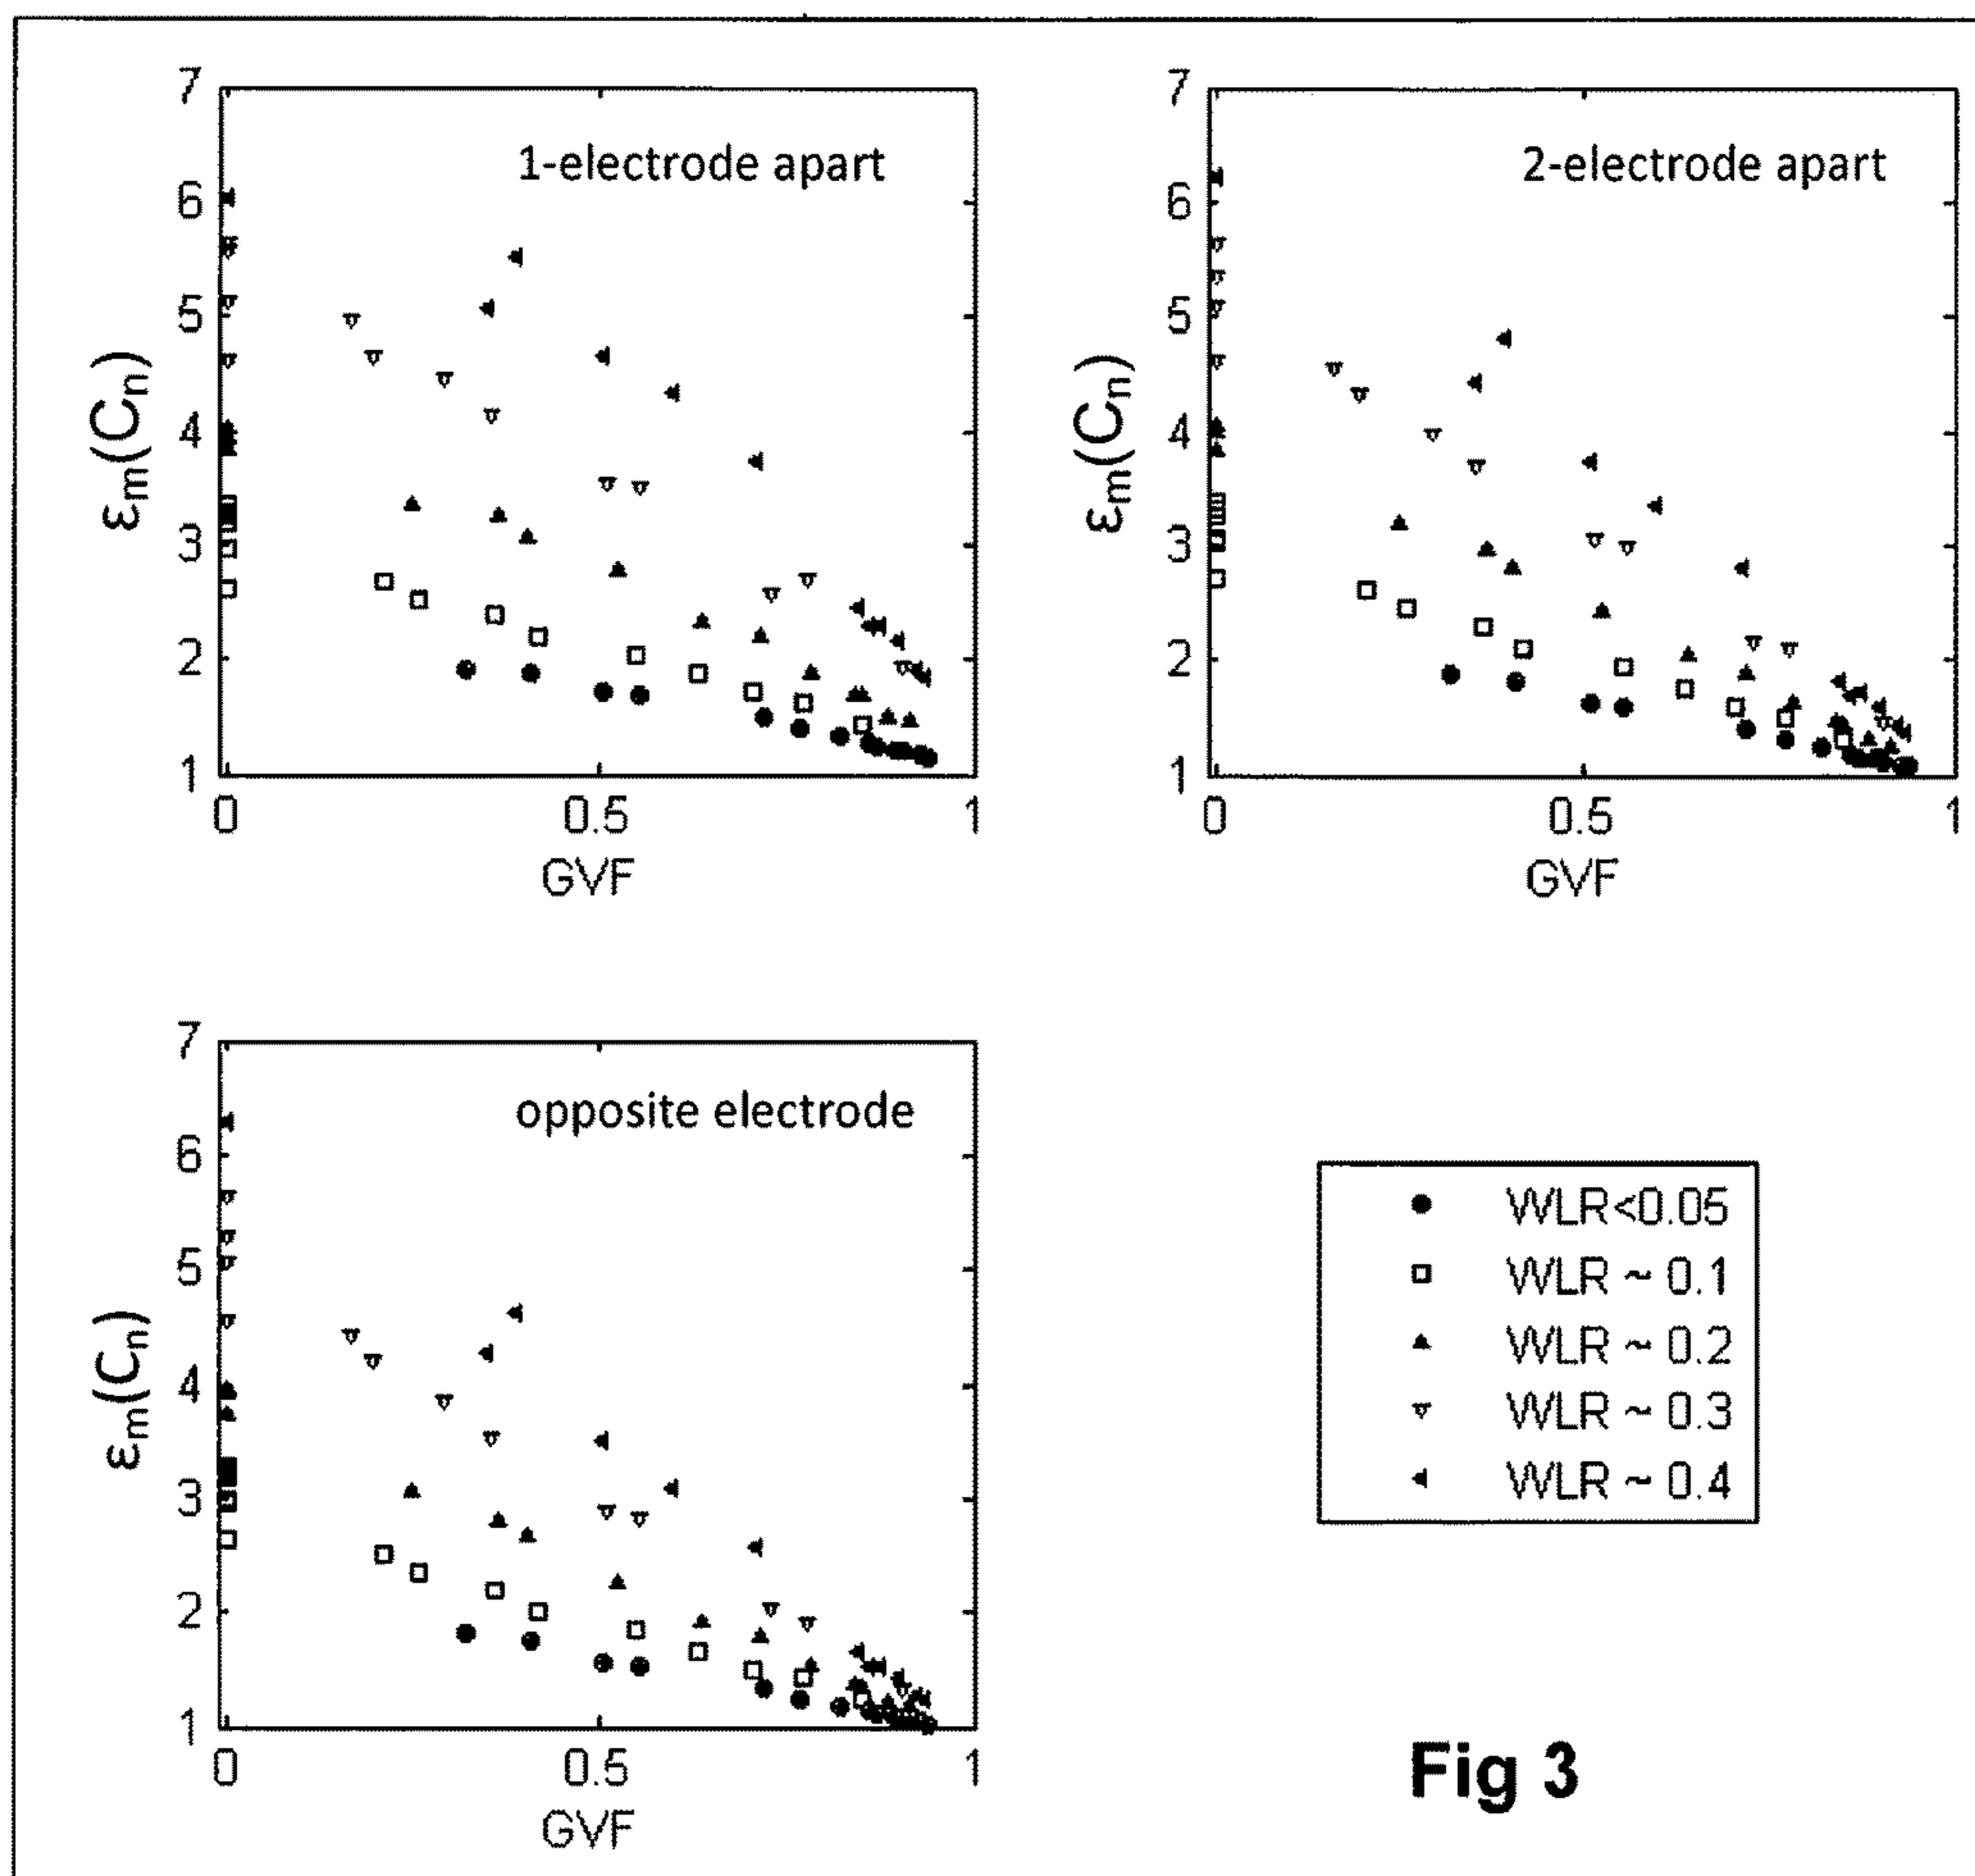 1-electrode apart
7
6
5
4
3
2
1
εm(Cn)
0
0.5
1
GVF
2-electrode apart
7
6
5
4
3
2
1
εm(Cn)
0
0.5
1
GVF
opposite electrode
7
6
5
4
3
2
1
εm(Cn)
0
0.5
1
GVF
WLR<0.05
WLR ~ 0.1
WLR ~ 0.2
WLR ~ 0.3
WLR ~ 0.4
Fig 3